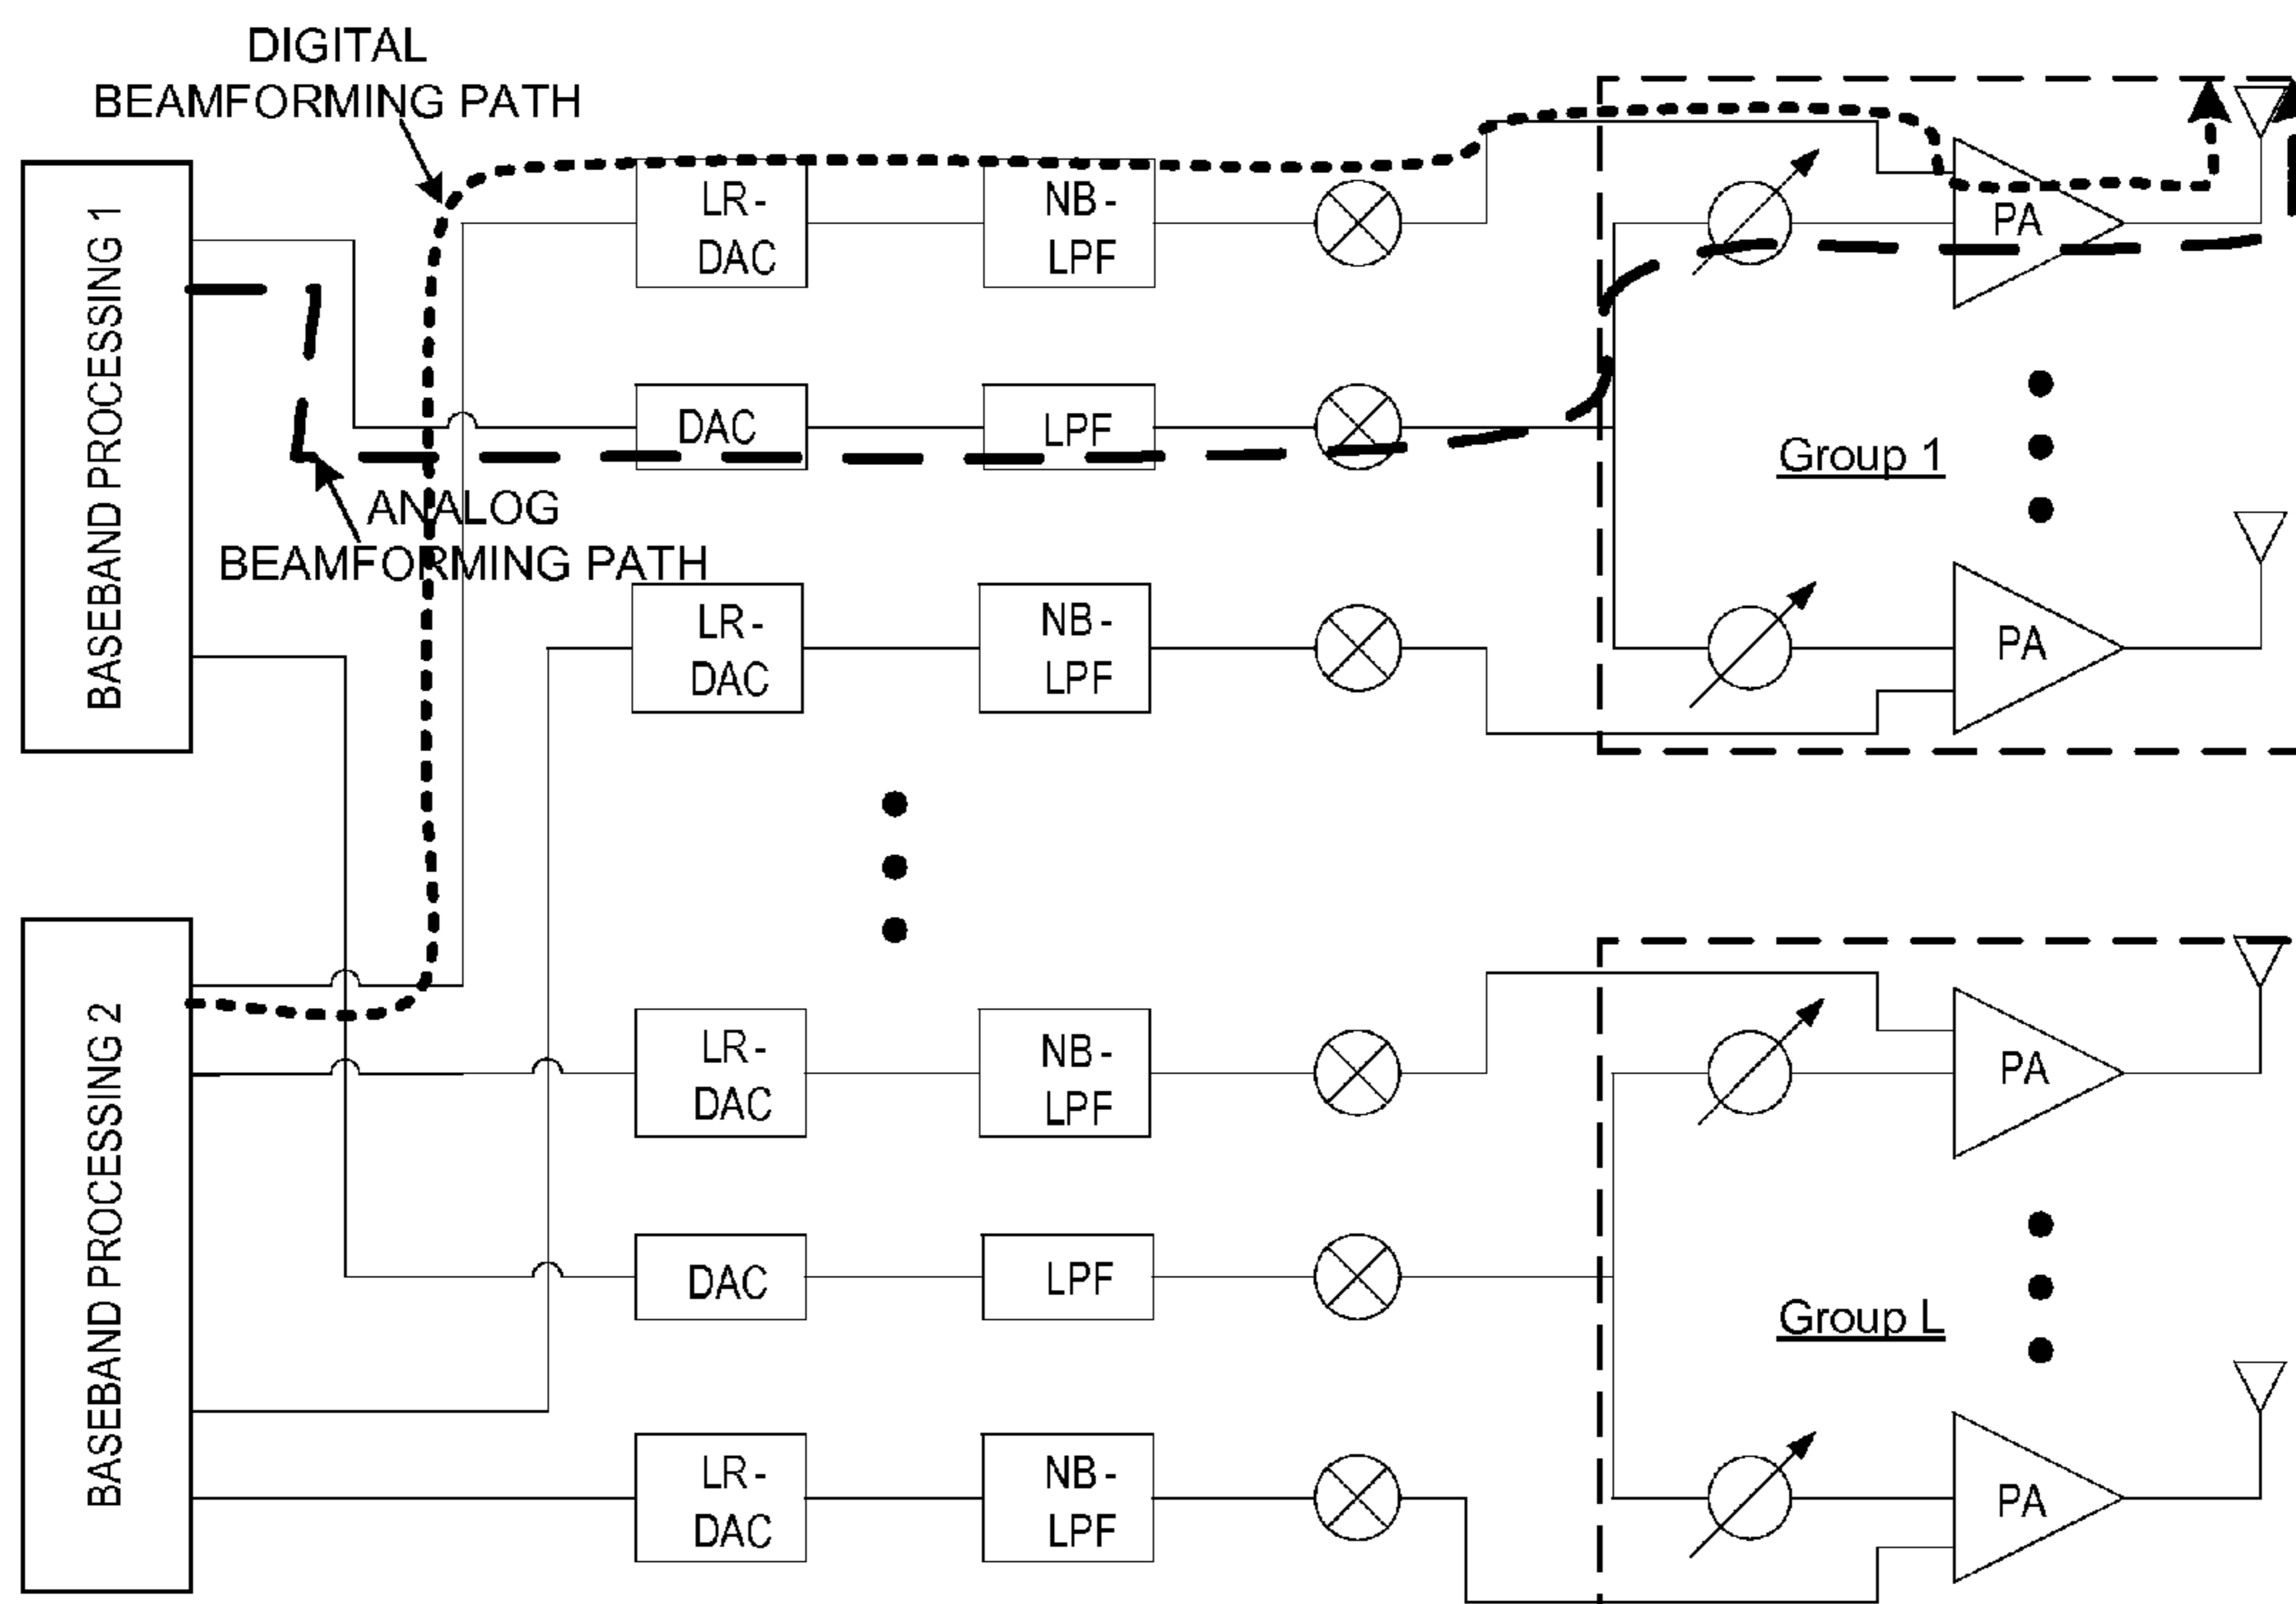 DIGITAL
BEAMFORMING PATH
BASEBAND PROCESSING 1
LR-
DAC
NB-
LPF
PA
DAC
LPF
Group 1
ANALOG
BEAMFORMING PATH
LR-
DAC
NB-
LPF
PA
BASEBAND PROCESSING 2
LR-
DAC
NB-
LPF
PA
DAC
LPF
Group L
LR-
DAC
NB-
LPF
PA